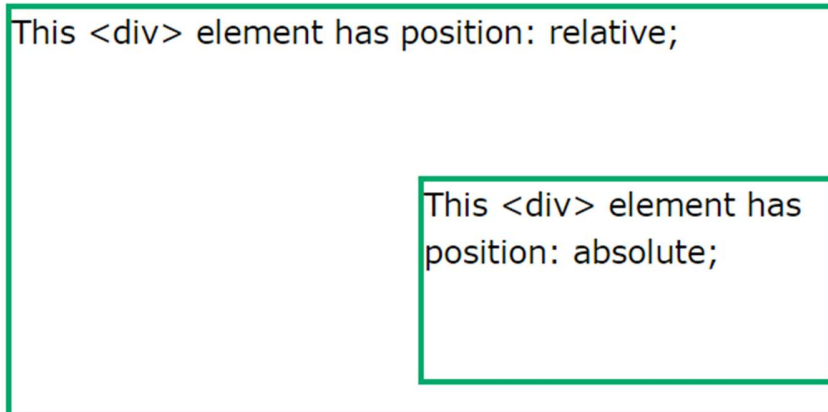 This <div> element has position: relative;
This <div> element has
position: absolute;